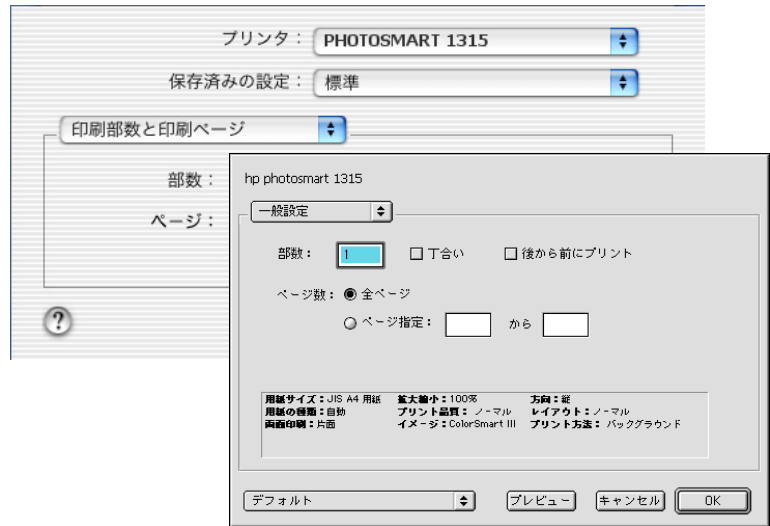 プリンタ： PHOTOSMART 1315
保存済みの設定： 標準
印刷部数と印刷ページ
部数：
ページ：
?
hp photosmart 1315
一般設定
部数： 1 丁合い 後から前にプリント
ページ数： 全ページ
ページ指定： から
用紙サイズ：JIS A4 用紙 拡大縮小：100% 方向：縦
用紙の種類：自動 プリント品質： ノーマル レイアウト：ノーマル
両面印刷：片面 イメージ：ColorSmart III プリント方法： バックグラウンド
デフォルト プレビュー キャンセル OK